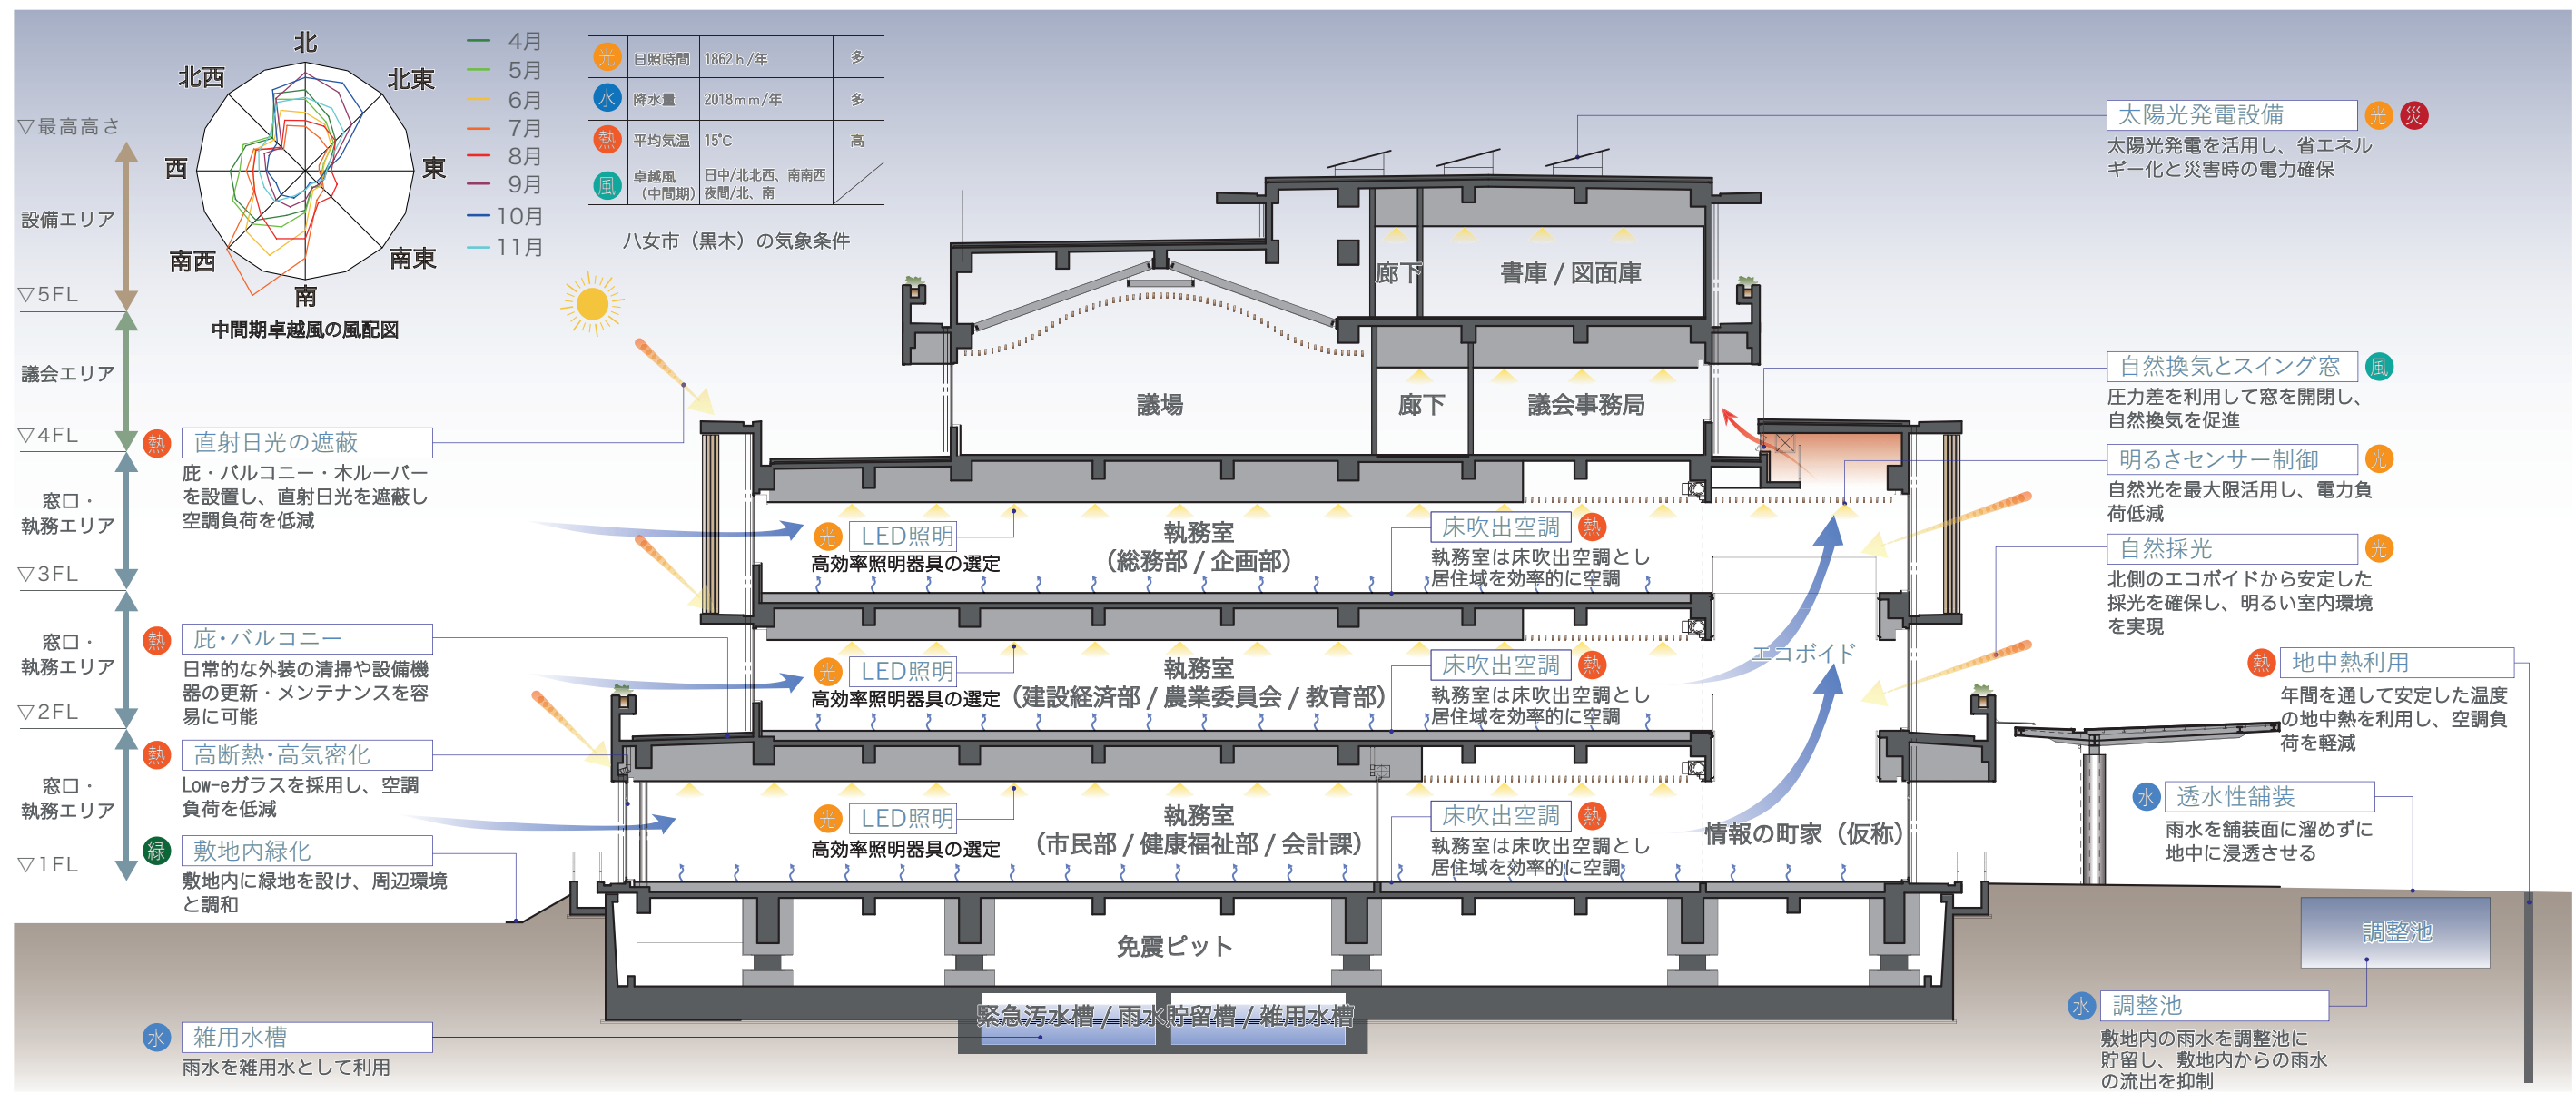 北
北東
東
南東
南
南西
西
北西
中間期卓越風の風配図
4月
5月
6月
7月
8月
9月
10月
11月
光 日照時間 1862h/年 多
水 降水量 2018mm/年 多
熱 平均気温 15℃ 高
風 卓越風（中間期） 日中/北北西、南南西
夜間/北、南
八女市（黒木）の気象条件
▽最高高さ
設備エリア
▽5FL
議会エリア
▽4FL
窓口・
執務エリア
▽3FL
窓口・
執務エリア
▽2FL
窓口・
執務エリア
▽1FL
熱 直射日光の遮蔽
庇・バルコニー・木ルーバー
を設置し、直射日光を遮蔽し
空調負荷を低減
熱 庇・バルコニー
日常的な外装の清掃や設備機
器の更新・メンテナンスを容
易に可能
熱 高断熱・高気密化
Low-eガラスを採用し、空調
負荷を低減
緑 敷地内緑化
敷地内に緑地を設け、周辺環境
と調和
水 雑用水槽
雨水を雑用水として利用
廊下
書庫 / 図面庫
議場
廊下
議会事務局
光 LED照明
高効率照明器具の選定
執務室
（総務部 / 企画部）
床吹出空調 熱
執務室は床吹出空調とし
居住域を効率的に空調
光 LED照明
高効率照明器具の選定
執務室
（建設経済部 / 農業委員会 / 教育部）
床吹出空調 熱
執務室は床吹出空調とし
居住域を効率的に空調
エコボイド
光 LED照明
高効率照明器具の選定
執務室
（市民部 / 健康福祉部 / 会計課）
床吹出空調 熱
執務室は床吹出空調とし
居住域を効率的に空調
情報の町家（仮称）
免震ピット
緊急汚水槽 / 雨水貯留槽 / 雑用水槽
太陽光発電設備 光 災
太陽光発電を活用し、省エネル
ギー化と災害時の電力確保
自然換気とスイング窓 風
圧力差を利用して窓を開閉し、
自然換気を促進
明るさセンサー制御 光
自然光を最大限活用し、電力負
荷低減
自然採光 光
北側のエコボイドから安定した
採光を確保し、明るい室内環境
を実現
熱 地中熱利用
年間を通して安定した温度
の地中熱を利用し、空調負
荷を軽減
水 透水性舗装
雨水を舗装面に溜めずに
地中に浸透させる
調整池
水 調整池
敷地内の雨水を調整池に
貯留し、敷地内からの雨水
の流出を抑制